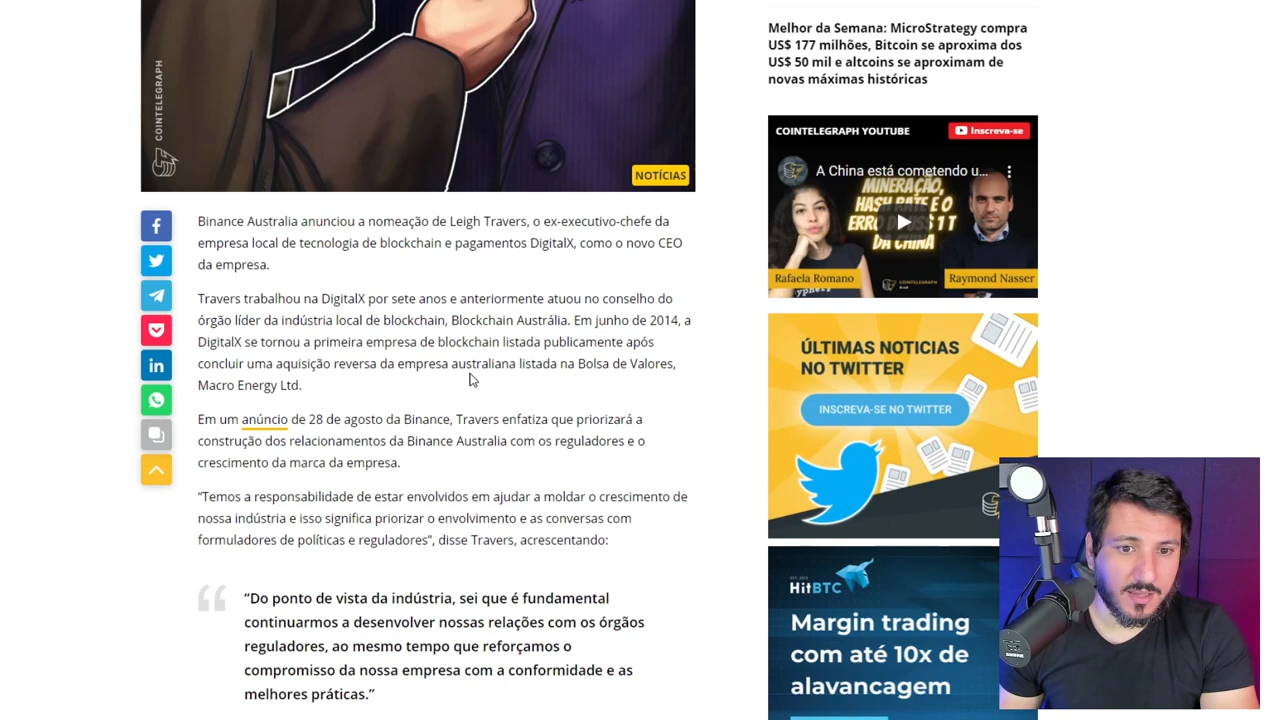 COINTELEGRAPH
NOTÍCIAS
Binance Australia anunciou a nomeação de Leigh Travers, o ex-executivo-chefe da
empresa local de tecnologia de blockchain e pagamentos DigitalX, como o novo CEO
da empresa.
Travers trabalhou na DigitalX por sete anos e anteriormente atuou no conselho do
órgão líder da indústria local de blockchain, Blockchain Austrália. Em junho de 2014, a
DigitalX se tornou a primeira empresa de blockchain listada publicamente após
concluir uma aquisição reversa da empresa australiana listada na Bolsa de Valores,
Macro Energy Ltd.
Em um anúncio de 28 de agosto da Binance, Travers enfatiza que priorizará a
construção dos relacionamentos da Binance Australia com os reguladores e o
crescimento da marca da empresa.
“Temos a responsabilidade de estar envolvidos em ajudar a moldar o crescimento de
nossa indústria e isso significa priorizar o envolvimento e as conversas com
formuladores de políticas e reguladores”, disse Travers, acrescentando:
“Do ponto de vista da indústria, sei que é fundamental
continuarmos a desenvolver nossas relações com os órgãos
reguladores, ao mesmo tempo que reforçamos o
compromisso da nossa empresa com a conformidade e as
melhores práticas.”
Melhor da Semana: MicroStrategy compra
US$ 177 milhões, Bitcoin se aproxima dos
US$ 50 mil e altcoins se aproximam de
novas máximas históricas
COINTELEGRAPH YOUTUBE
Inscreva-se
A China está cometendo u...
MINERAÇÃO,
HASH RATE E O
ERRO DE US$ 1 T
DA CHINA
Rafaela Romano
Raymond Nasser
ÚLTIMAS NOTICIAS
NO TWITTER
INSCREVA-SE NO TWITTER
HitBTC
Margin trading
com até 10x de
alavancagem